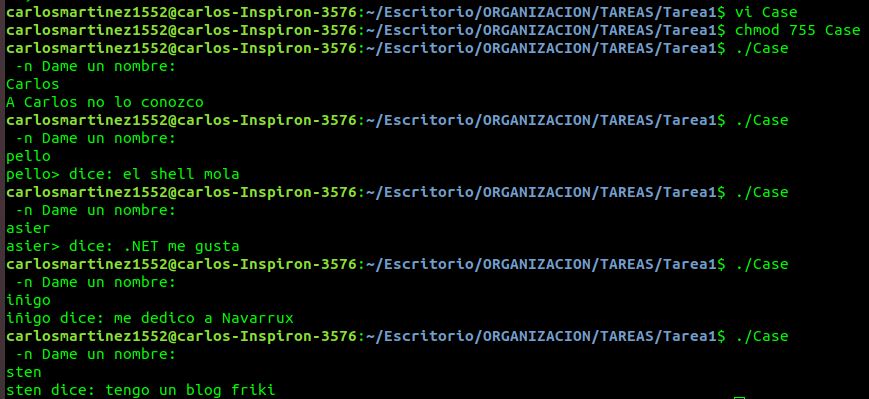 carlosmartinez1552@carlos-Inspiron-3576:~/Escritorio/ORGANIZACION/TAREAS/Tarea1$ vi Case
carlosmartinez1552@carlos-Inspiron-3576:~/Escritorio/ORGANIZACION/TAREAS/Tarea1$ chmod 755 Case
carlosmartinez1552@carlos-Inspiron-3576:~/Escritorio/ORGANIZACION/TAREAS/Tarea1$ ./Case
 -n Dame un nombre:
Carlos
A Carlos no lo conozco
carlosmartinez1552@carlos-Inspiron-3576:~/Escritorio/ORGANIZACION/TAREAS/Tarea1$ ./Case
 -n Dame un nombre:
pello
pello> dice: el shell mola
carlosmartinez1552@carlos-Inspiron-3576:~/Escritorio/ORGANIZACION/TAREAS/Tarea1$ ./Case
 -n Dame un nombre:
asier
asier> dice: .NET me gusta
carlosmartinez1552@carlos-Inspiron-3576:~/Escritorio/ORGANIZACION/TAREAS/Tarea1$ ./Case
 -n Dame un nombre:
iñigo
iñigo dice: me dedico a Navarrux
carlosmartinez1552@carlos-Inspiron-3576:~/Escritorio/ORGANIZACION/TAREAS/Tarea1$ ./Case
 -n Dame un nombre:
sten
sten dice: tengo un blog friki